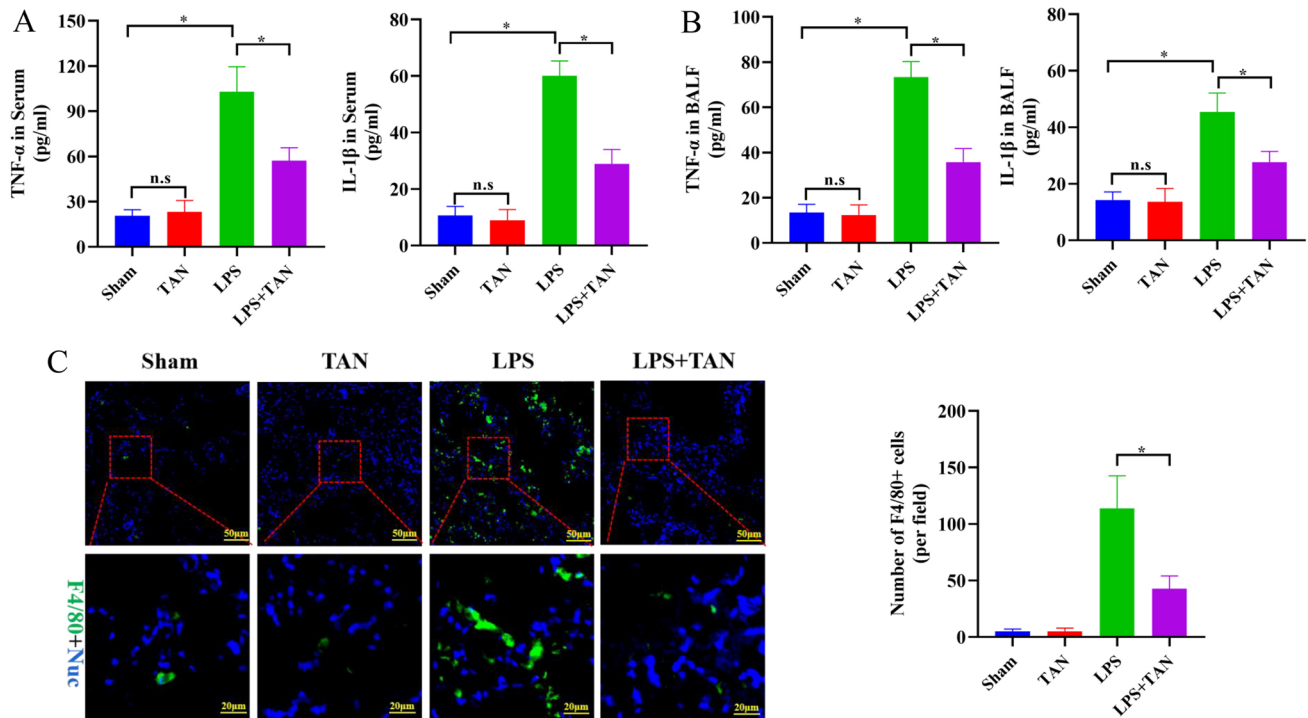 A
TNF-α in Serum
(pg/ml)
150
120
90
60
30
0
*
*
n.s
Sham
TAN
LPS
LPS+TAN
IL-1β in Serum
(pg/ml)
80
60
40
20
0
*
*
n.s
Sham
TAN
LPS
LPS+TAN
B
TNF-α in BALF
(pg/ml)
100
80
60
40
20
0
*
*
n.s
Sham
TAN
LPS
LPS+TAN
IL-1β in BALF
(pg/ml)
80
60
40
20
0
*
*
n.s
Sham
TAN
LPS
LPS+TAN
C
Sham
TAN
LPS
LPS+TAN
50μm
50μm
50μm
50μm
F4/80+Nuc
20μm
20μm
20μm
20μm
Number of F4/80+ cells
(per field)
200
150
100
50
0
*
Sham
TAN
LPS
LPS+TAN